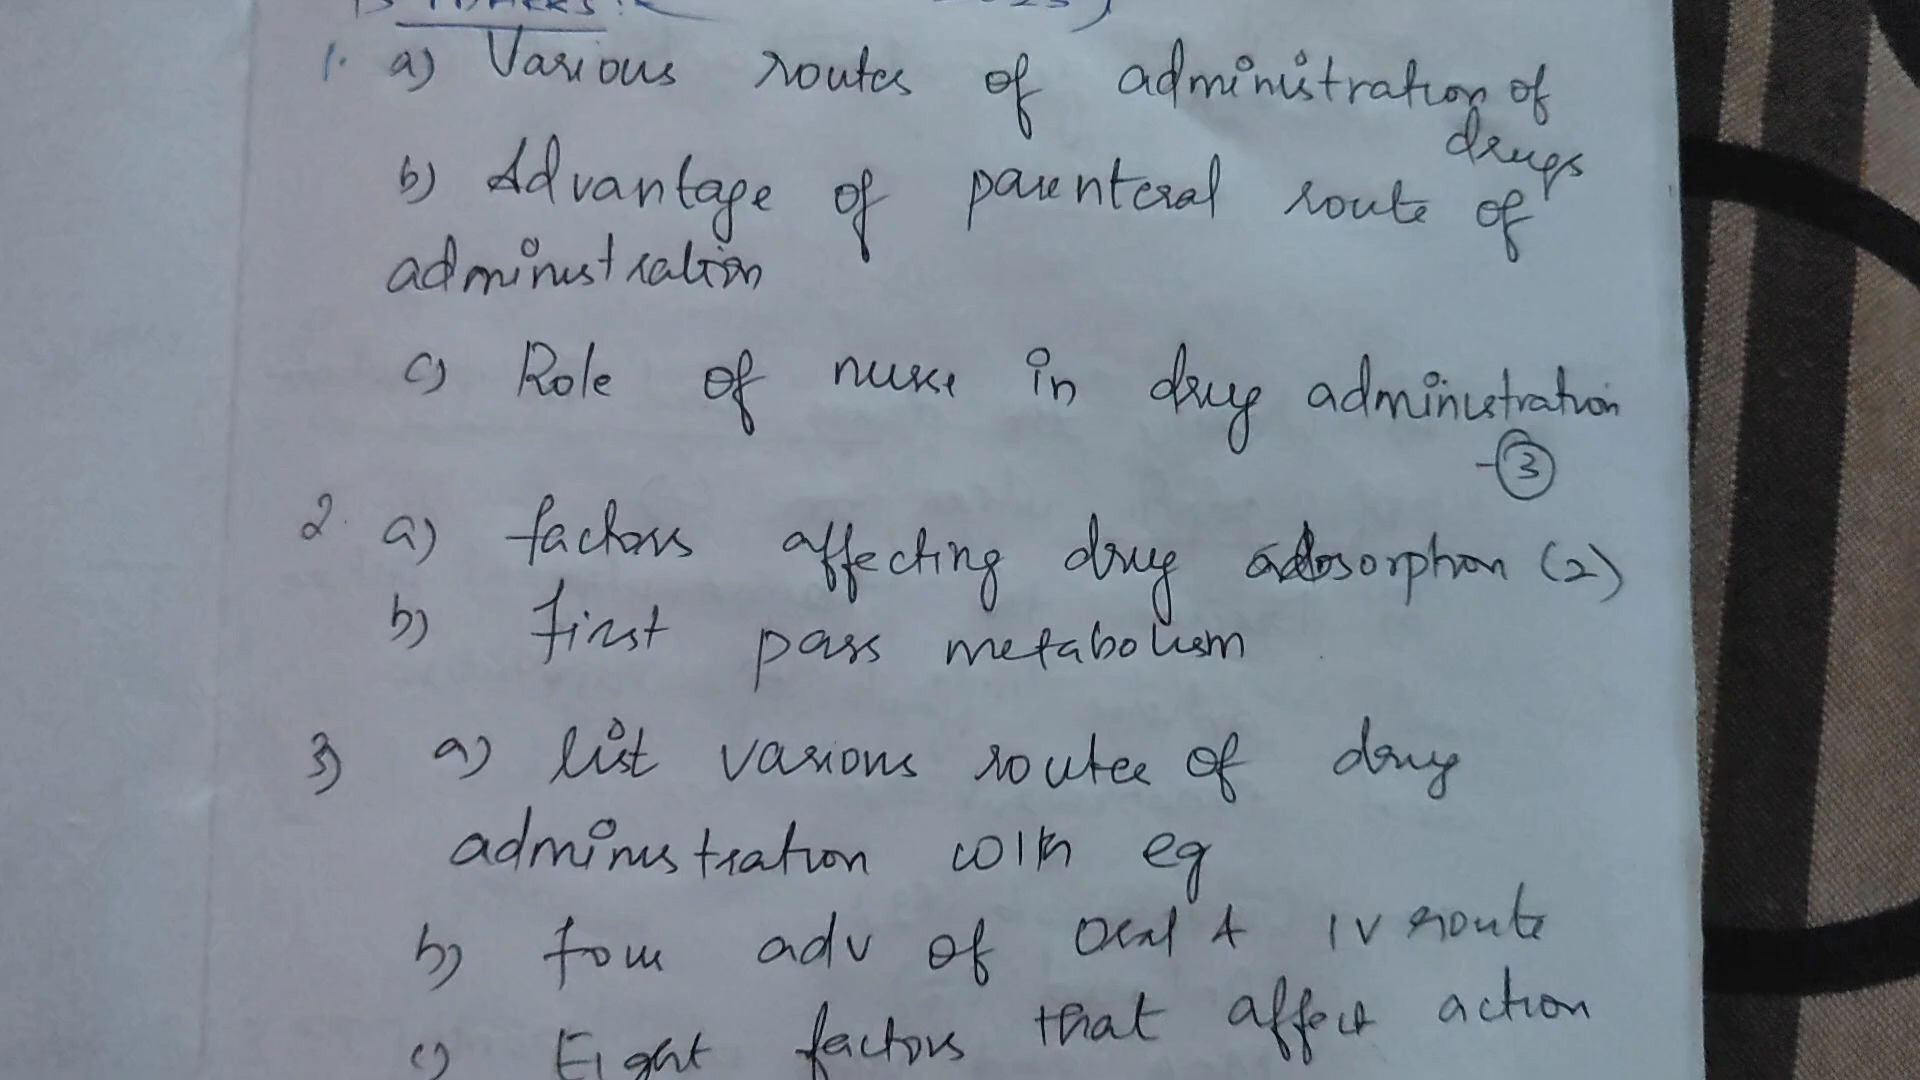 1. a) Various routes of administration of
drugs
b) Advantage of parenteral route of
administration
c) Role of nurse in drug administration
-3
2. a) factors affecting drug adsorption (2)
b) first pass metabolism
3) a) list various routes of drug
administration with eg
b) four adv of oral & IV route
c) Eight factors that affect action